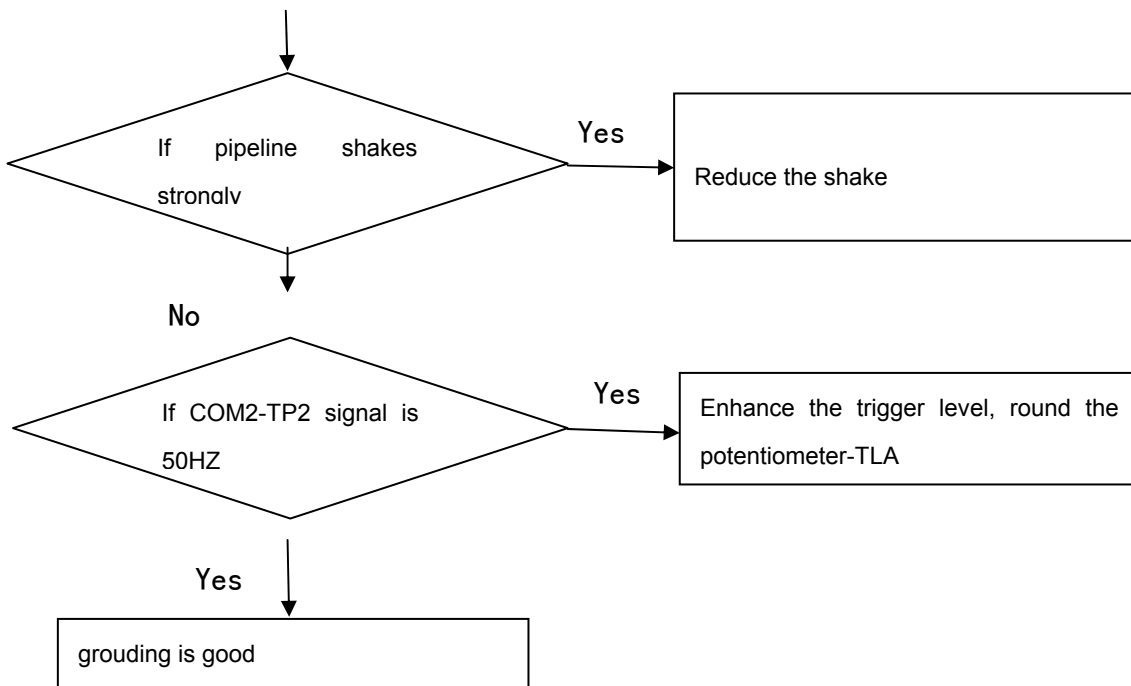 If pipeline shakes
strongly
Yes
Reduce the shake
No
If COM2-TP2 signal is
50HZ
Yes
Enhance the trigger level, round the
potentiometer-TLA
Yes
grouding is good